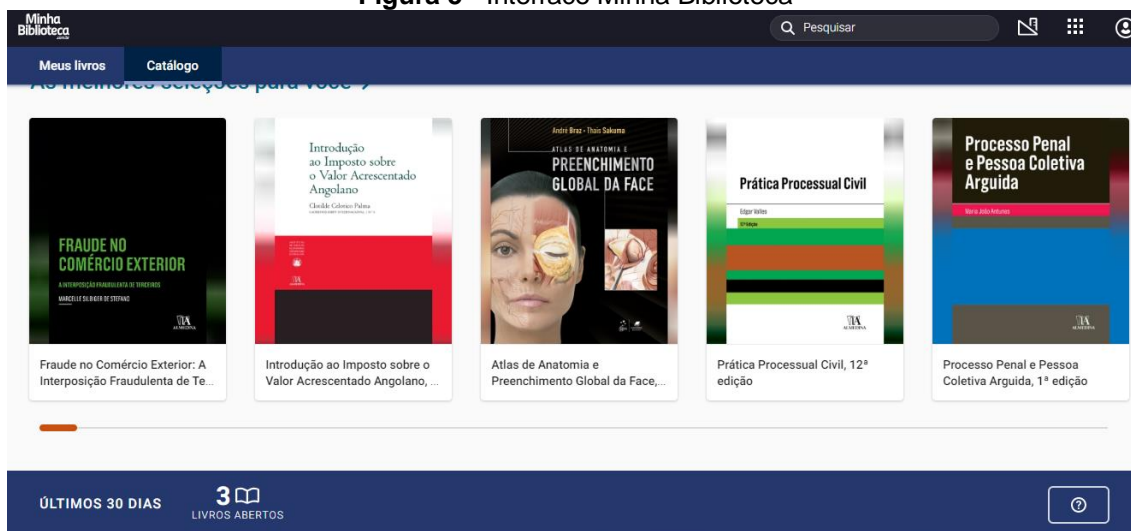 Figura 3 - Interface Minha Biblioteca
Minha
Biblioteca
Pesquisar
Meus livros
Catálogo
As melhores seleções para você >
FRAUDE NO
COMÉRCIO EXTERIOR
A INTERPOSIÇÃO FRAUDULENTA DE TERCEIROS
MARCELLE SILBIGER DE STEFANO
ALMEDINA
Introdução
ao Imposto sobre
o Valor Acrescentado
Angolano
Clotilde Celorico Palma
André Braz • Thais Sakuma
ATLAS DE ANATOMIA E
PREENCHIMENTO
GLOBAL DA FACE
Prática Processual Civil
Edgar Valles
12ª Edição
ALMEDINA
Processo Penal
e Pessoa Coletiva
Arguida
Maria João Antunes
ALMEDINA
Fraude no Comércio Exterior: A
Interposição Fraudulenta de Te...
Introdução ao Imposto sobre o
Valor Acrescentado Angolano, ...
Atlas de Anatomia e
Preenchimento Global da Face,...
Prática Processual Civil, 12ª
edição
Processo Penal e Pessoa
Coletiva Arguida, 1ª edição
ÚLTIMOS 30 DIAS
3
LIVROS ABERTOS